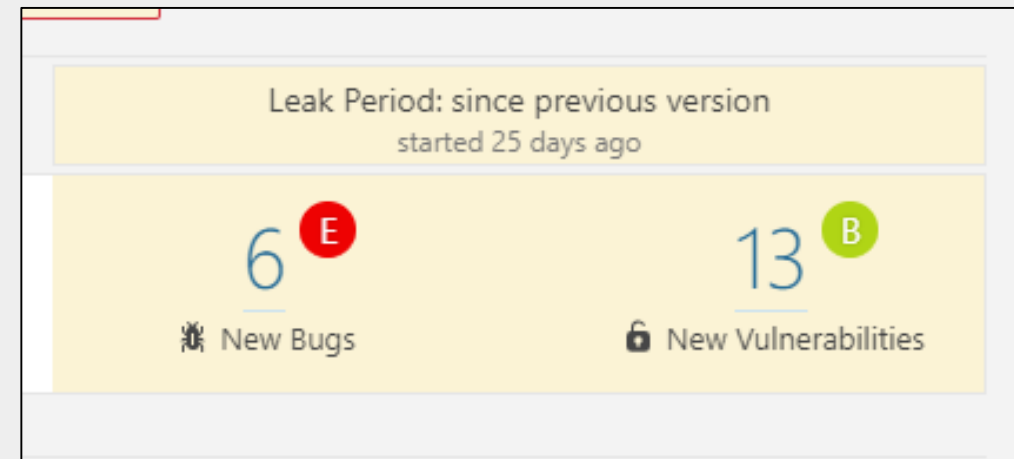 Leak Period: since previous version
started 25 days ago
6 E
New Bugs
13 B
New Vulnerabilities